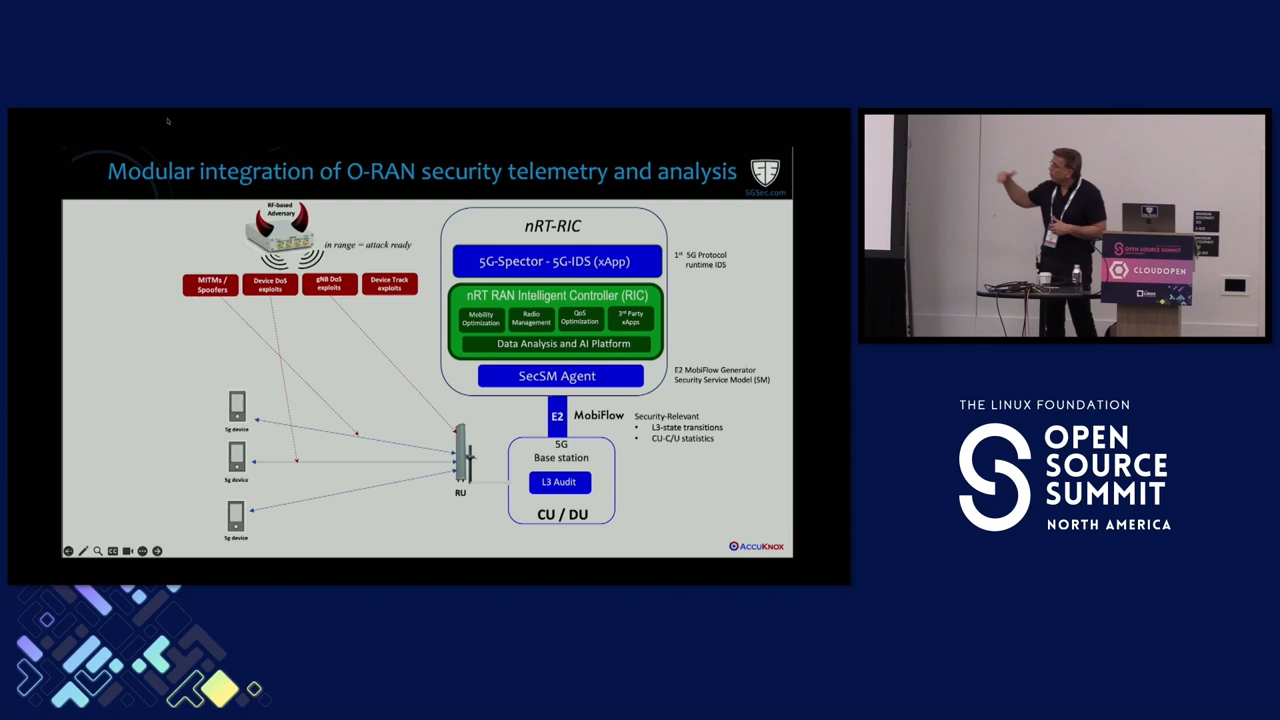 Modular integration of O-RAN security telemetry and analysis
5GSec.com
RF-based
Adversary
in range = attack ready
MITMs /
Spoofers
Device DoS
exploits
gNB DoS
exploits
Device Track
exploits
nRT-RIC
5G-Spector - 5G-IDS (xApp)
1st 5G Protocol
runtime IDS
nRT RAN Intelligent Controller (RIC)
Mobility
Optimization
Radio
Management
QoS
Optimization
3rd Party
xApps
Data Analysis and AI Platform
SecSM Agent
E2 MobiFlow Generator
Security Service Model (SM)
E2
MobiFlow
Security-Relevant
• L3-state transitions
• CU-C/U statistics
5G
Base station
L3 Audit
CU / DU
RU
5g device
5g device
5g device
ACCUKNOX
OPEN SOURCE SUMMIT
CLOUDOPEN
THE LINUX FOUNDATION
OPEN
SOURCE
SUMMIT
NORTH AMERICA